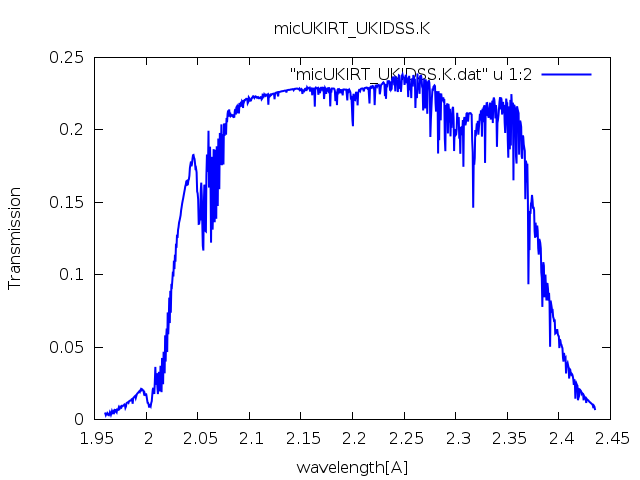 micUKIRT_UKIDSS.K
"micUKIRT_UKIDSS.K.dat" u 1:2
0.25
0.2
0.15
0.1
0.05
0
Transmission
1.95 2 2.05 2.1 2.15 2.2 2.25 2.3 2.35 2.4 2.45
wavelength[A]